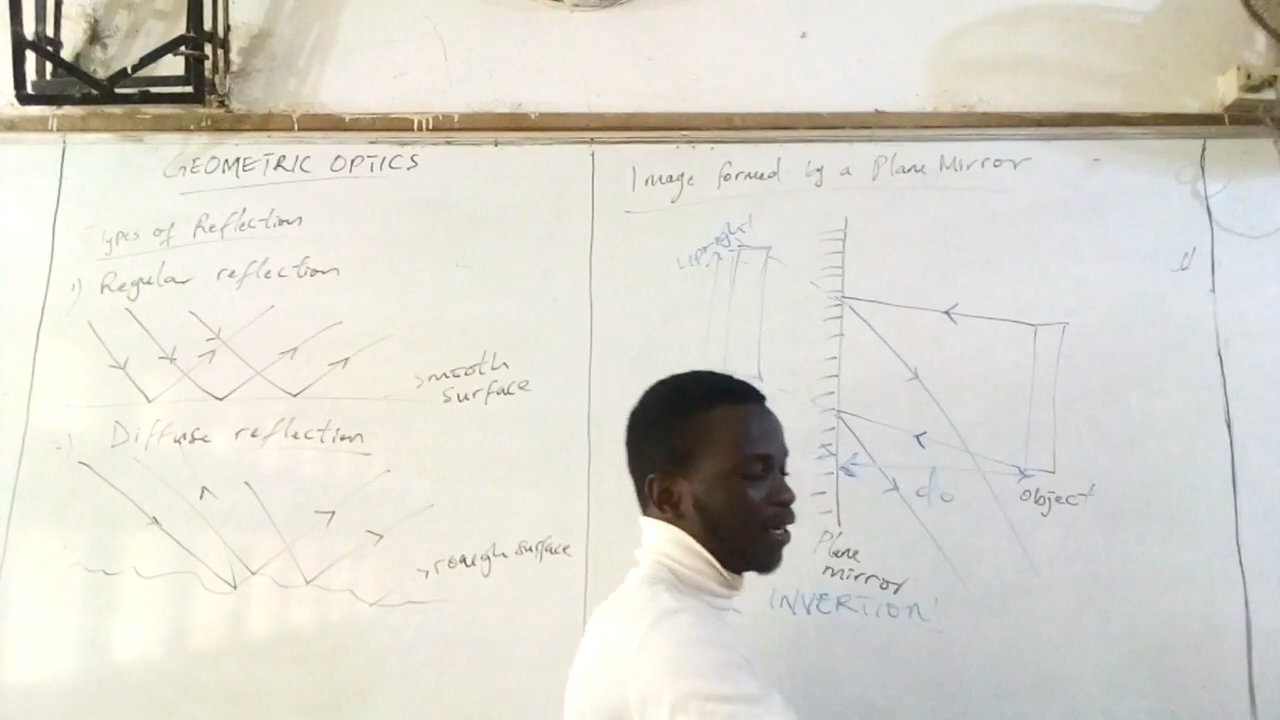 GEOMETRIC OPTICS
Types of Reflection
1) Regular reflection
smooth
surface
2) Diffuse reflection
rough surface
Image formed by a Plane Mirror
upright
do
object
Plane
mirror
INVERTION